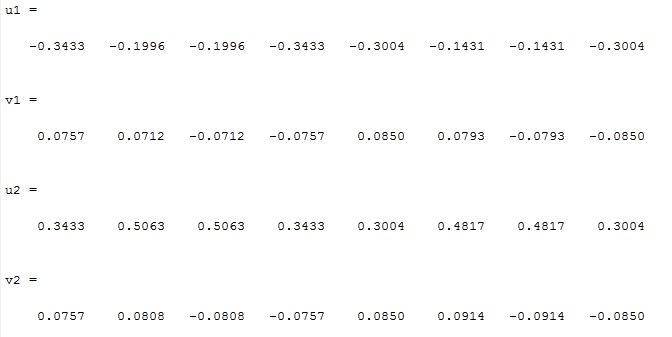 u1 =
-0.3433 -0.1996 -0.1996 -0.3433 -0.3004 -0.1431 -0.1431 -0.3004
v1 =
0.0757 0.0712 -0.0712 -0.0757 0.0850 0.0793 -0.0793 -0.0850
u2 =
0.3433 0.5063 0.5063 0.3433 0.3004 0.4817 0.4817 0.3004
v2 =
0.0757 0.0808 -0.0808 -0.0757 0.0850 0.0914 -0.0914 -0.0850